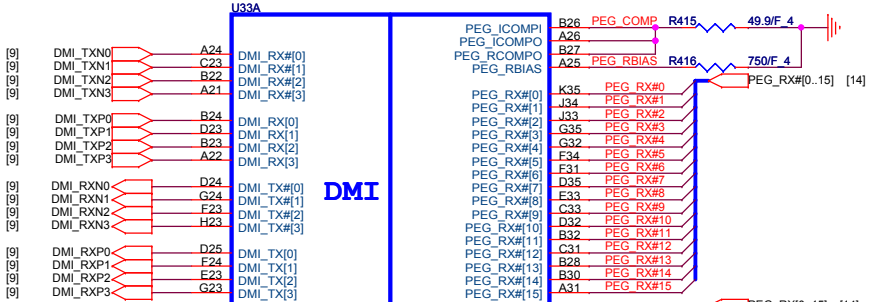 U33A
[9] DMI_TXN0 A24 DMI_RX#[0]
[9] DMI_TXN1 C23 DMI_RX#[1]
[9] DMI_TXN2 B22 DMI_RX#[2]
[9] DMI_TXN3 A21 DMI_RX#[3]
[9] DMI_TXP0 B24 DMI_RX[0]
[9] DMI_TXP1 D23 DMI_RX[1]
[9] DMI_TXP2 B23 DMI_RX[2]
[9] DMI_TXP3 A22 DMI_RX[3]
[9] DMI_RXN0 D24 DMI_TX#[0]
[9] DMI_RXN1 G24 DMI_TX#[1]
[9] DMI_RXN2 F23 DMI_TX#[2]
[9] DMI_RXN3 H23 DMI_TX#[3]
[9] DMI_RXP0 D25 DMI_TX[0]
[9] DMI_RXP1 F24 DMI_TX[1]
[9] DMI_RXP2 E23 DMI_TX[2]
[9] DMI_RXP3 G23 DMI_TX[3]
DMI
PEG_ICOMPI B26 PEG_COMP R415 49.9/F_4
PEG_ICOMPO A26
PEG_RCOMPO B27
PEG_RBIAS A25 PEG_RBIAS R416 750/F_4
PEG_RX#[0..15] [14]
PEG_RX#[0] K35 PEG_RX#0
PEG_RX#[1] J34 PEG_RX#1
PEG_RX#[2] J33 PEG_RX#2
PEG_RX#[3] G35 PEG_RX#3
PEG_RX#[4] G32 PEG_RX#4
PEG_RX#[5] F34 PEG_RX#5
PEG_RX#[6] F31 PEG_RX#6
PEG_RX#[7] D35 PEG_RX#7
PEG_RX#[8] E33 PEG_RX#8
PEG_RX#[9] C33 PEG_RX#9
PEG_RX#[10] D32 PEG_RX#10
PEG_RX#[11] B32 PEG_RX#11
PEG_RX#[12] C31 PEG_RX#12
PEG_RX#[13] B28 PEG_RX#13
PEG_RX#[14] B30 PEG_RX#14
PEG_RX#[15] A31 PEG_RX#15